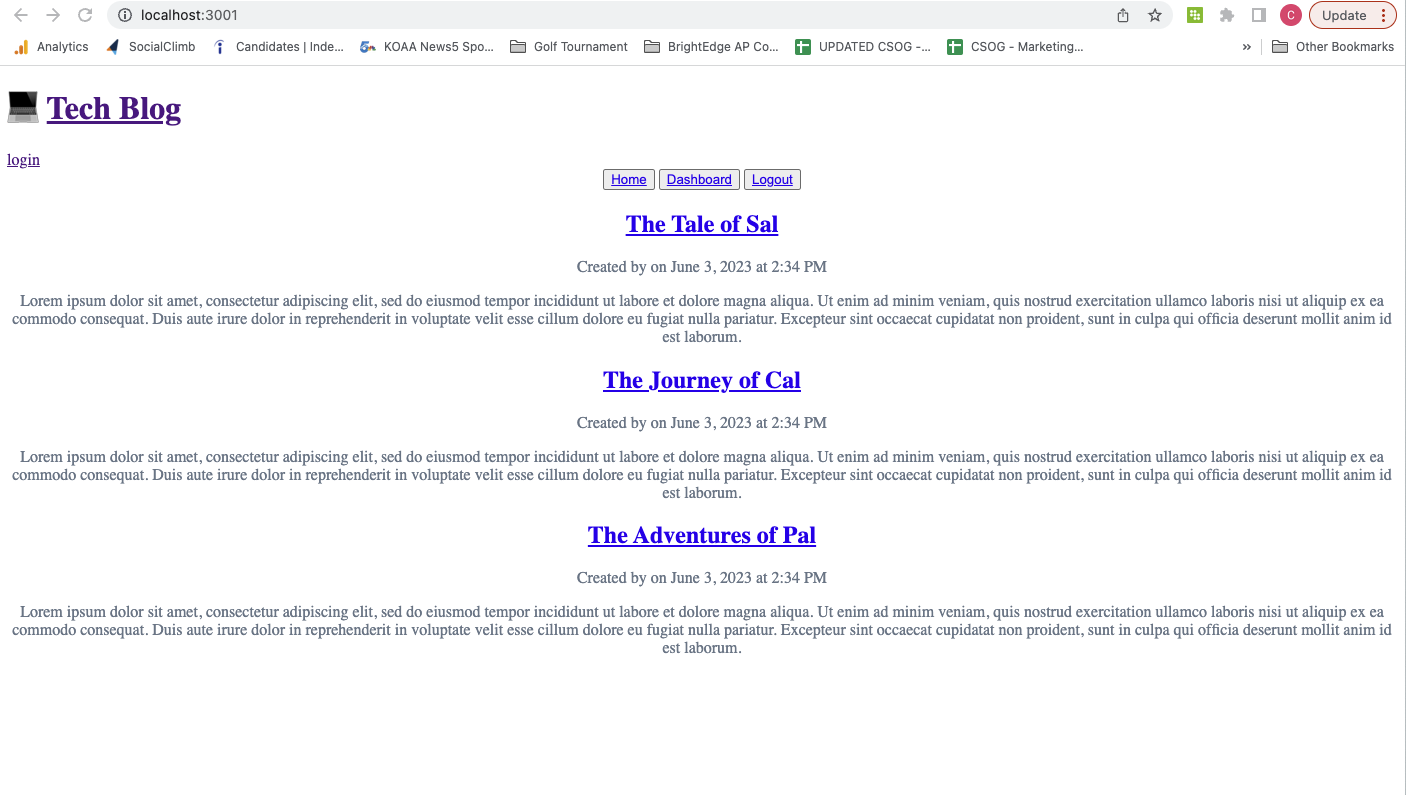 localhost:3001
Update
Analytics SocialClimb Candidates | Inde... KOAA News5 Spo... Golf Tournament BrightEdge AP Co... UPDATED CSOG -... CSOG - Marketing... » Other Bookmarks
Tech Blog
login
Home Dashboard Logout
The Tale of Sal
Created by on June 3, 2023 at 2:34 PM
Lorem ipsum dolor sit amet, consectetur adipiscing elit, sed do eiusmod tempor incididunt ut labore et dolore magna aliqua. Ut enim ad minim veniam, quis nostrud exercitation ullamco laboris nisi ut aliquip ex ea
commodo consequat. Duis aute irure dolor in reprehenderit in voluptate velit esse cillum dolore eu fugiat nulla pariatur. Excepteur sint occaecat cupidatat non proident, sunt in culpa qui officia deserunt mollit anim id
est laborum.
The Journey of Cal
Created by on June 3, 2023 at 2:34 PM
Lorem ipsum dolor sit amet, consectetur adipiscing elit, sed do eiusmod tempor incididunt ut labore et dolore magna aliqua. Ut enim ad minim veniam, quis nostrud exercitation ullamco laboris nisi ut aliquip ex ea
commodo consequat. Duis aute irure dolor in reprehenderit in voluptate velit esse cillum dolore eu fugiat nulla pariatur. Excepteur sint occaecat cupidatat non proident, sunt in culpa qui officia deserunt mollit anim id
est laborum.
The Adventures of Pal
Created by on June 3, 2023 at 2:34 PM
Lorem ipsum dolor sit amet, consectetur adipiscing elit, sed do eiusmod tempor incididunt ut labore et dolore magna aliqua. Ut enim ad minim veniam, quis nostrud exercitation ullamco laboris nisi ut aliquip ex ea
commodo consequat. Duis aute irure dolor in reprehenderit in voluptate velit esse cillum dolore eu fugiat nulla pariatur. Excepteur sint occaecat cupidatat non proident, sunt in culpa qui officia deserunt mollit anim id
est laborum.